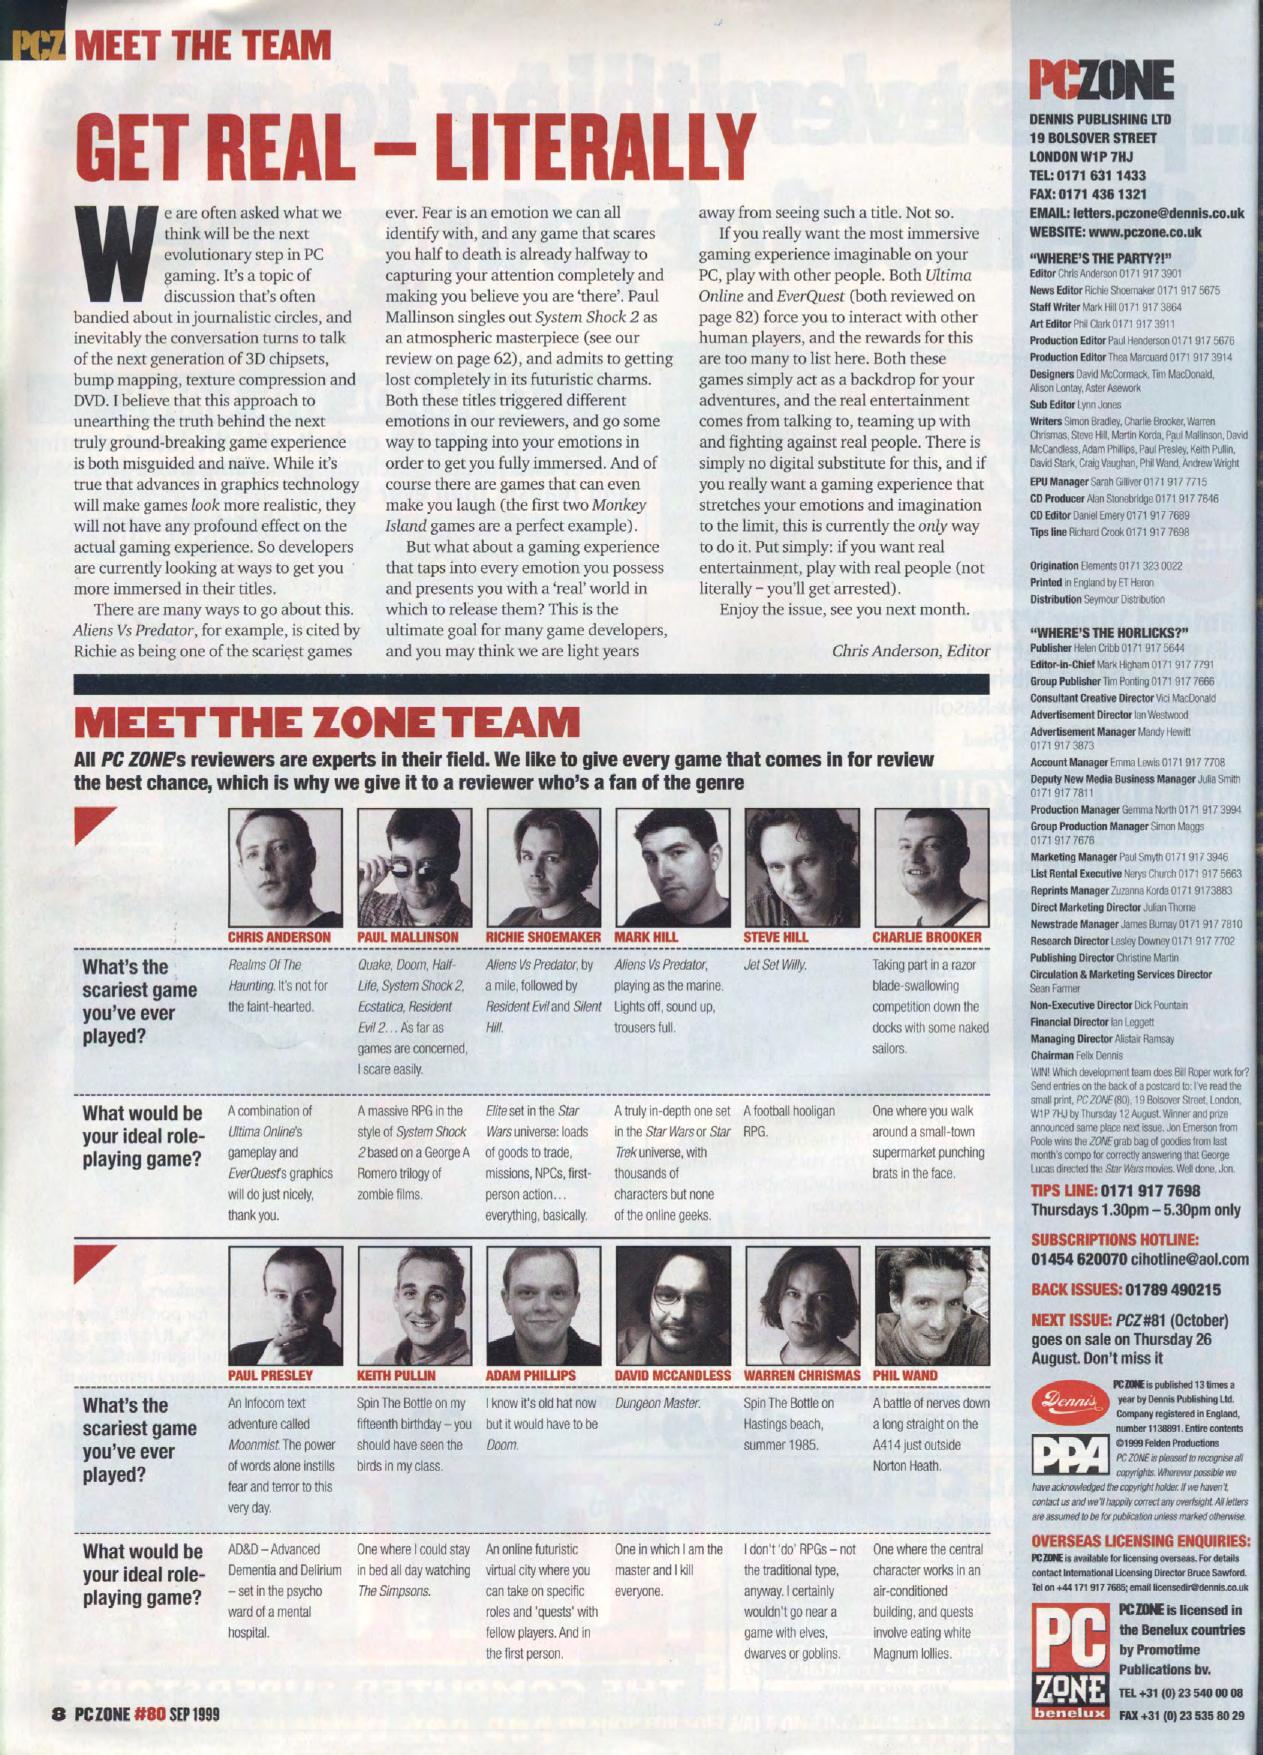 PCZ MEET THE TEAM
GET REAL – LITERALLY
We are often asked what we
think will be the next
evolutionary step in PC
gaming. It's a topic of
discussion that's often
bandied about in journalistic circles, and
inevitably the conversation turns to talk
of the next generation of 3D chipsets,
bump mapping, texture compression and
DVD. I believe that this approach to
unearthing the truth behind the next
truly ground-breaking game experience
is both misguided and naïve. While it's
true that advances in graphics technology
will make games look more realistic, they
will not have any profound effect on the
actual gaming experience. So developers
are currently looking at ways to get you
more immersed in their titles.
There are many ways to go about this.
Aliens Vs Predator, for example, is cited by
Richie as being one of the scariest games
ever. Fear is an emotion we can all
identify with, and any game that scares
you half to death is already halfway to
capturing your attention completely and
making you believe you are 'there'. Paul
Mallinson singles out System Shock 2 as
an atmospheric masterpiece (see our
review on page 62), and admits to getting
lost completely in its futuristic charms.
Both these titles triggered different
emotions in our reviewers, and go some
way to tapping into your emotions in
order to get you fully immersed. And of
course there are games that can even
make you laugh (the first two Monkey
Island games are a perfect example).
But what about a gaming experience
that taps into every emotion you possess
and presents you with a 'real' world in
which to release them? This is the
ultimate goal for many game developers,
and you may think we are light years
away from seeing such a title. Not so.
If you really want the most immersive
gaming experience imaginable on your
PC, play with other people. Both Ultima
Online and EverQuest (both reviewed on
page 82) force you to interact with other
human players, and the rewards for this
are too many to list here. Both these
games simply act as a backdrop for your
adventures, and the real entertainment
comes from talking to, teaming up with
and fighting against real people. There is
simply no digital substitute for this, and if
you really want a gaming experience that
stretches your emotions and imagination
to the limit, this is currently the only way
to do it. Put simply: if you want real
entertainment, play with real people (not
literally – you'll get arrested).
Enjoy the issue, see you next month.
Chris Anderson, Editor
MEET THE ZONE TEAM
All PC ZONE's reviewers are experts in their field. We like to give every game that comes in for review
the best chance, which is why we give it to a reviewer who's a fan of the genre
CHRIS ANDERSON
PAUL MALLINSON
RICHIE SHOEMAKER
MARK HILL
STEVE HILL
CHARLIE BROOKER
What's the
scariest game
you've ever
played?
Realms Of The
Haunting. It's not for
the faint-hearted.
Quake, Doom, Half-
Life, System Shock 2,
Ecstatica, Resident
Evil 2... As far as
games are concerned,
I scare easily.
Aliens Vs Predator, by
a mile, followed by
Resident Evil and Silent
Hill.
Aliens Vs Predator,
playing as the marine.
Lights off, sound up,
trousers full.
Jet Set Willy.
Taking part in a razor
blade-swallowing
competition down the
docks with some naked
sailors.
What would be
your ideal role-
playing game?
A combination of
Ultima Online's
gameplay and
EverQuest's graphics
will do just nicely,
thank you.
A massive RPG in the
style of System Shock
2 based on a George A
Romero trilogy of
zombie films.
Elite set in the Star
Wars universe: loads
of goods to trade,
missions, NPCs, first-
person action...
everything, basically.
A truly in-depth one set
in the Star Wars or Star
Trek universe, with
thousands of
characters but none
of the online geeks.
A football hooligan
RPG.
One where you walk
around a small-town
supermarket punching
brats in the face.
PAUL PRESLEY
KEITH PULLIN
ADAM PHILLIPS
DAVID MCCANDLESS
WARREN CHRISMAS
PHIL WAND
What's the
scariest game
you've ever
played?
An Infocom text
adventure called
Moonmist. The power
of words alone instills
fear and terror to this
very day.
Spin The Bottle on my
fifteenth birthday – you
should have seen the
birds in my class.
I know it's old hat now
but it would have to be
Doom.
Dungeon Master.
Spin The Bottle on
Hastings beach,
summer 1985.
A battle of nerves down
a long straight on the
A414 just outside
Norton Heath.
What would be
your ideal role-
playing game?
AD&D – Advanced
Dementia and Delirium
– set in the psycho
ward of a mental
hospital.
One where I could stay
in bed all day watching
The Simpsons.
An online futuristic
virtual city where you
can take on specific
roles and 'quests' with
fellow players. And in
the first person.
One in which I am the
master and I kill
everyone.
I don't 'do' RPGs – not
the traditional type,
anyway. I certainly
wouldn't go near a
game with elves,
dwarves or goblins.
One where the central
character works in an
air-conditioned
building, and quests
involve eating white
Magnum lollies.
8 PC ZONE #80 SEP 1999
PCZONE
DENNIS PUBLISHING LTD
19 BOLSOVER STREET
LONDON W1P 7HJ
TEL: 0171 631 1433
FAX: 0171 436 1321
EMAIL: letters.pczone@dennis.co.uk
WEBSITE: www.pczone.co.uk
"WHERE'S THE PARTY?!"
Editor Chris Anderson 0171 917 3901
News Editor Richie Shoemaker 0171 917 5675
Staff Writer Mark Hill 0171 917 3864
Art Editor Phil Clark 0171 917 3911
Production Editor Paul Henderson 0171 917 5676
Production Editor Thea Marcuard 0171 917 3914
Designers David McCormack, Tim MacDonald,
Alison Lontay, Aster Asework
Sub Editor Lynn Jones
Writers Simon Bradley, Charlie Brooker, Warren
Chrismas, Steve Hill, Martin Korda, Paul Mallinson, David
McCandless, Adam Phillips, Paul Presley, Keith Pullin,
David Stark, Craig Vaughan, Phil Wand, Andrew Wright
EPU Manager Sarah Gilliver 0171 917 7715
CD Producer Alan Stonebridge 0171 917 7646
CD Editor Daniel Emery 0171 917 7689
Tips line Richard Crook 0171 917 7698
Origination Elements 0171 323 0022
Printed in England by ET Heron
Distribution Seymour Distribution
"WHERE'S THE HORLICKS?"
Publisher Helen Cribb 0171 917 5644
Editor-in-Chief Mark Higham 0171 917 7791
Group Publisher Tim Ponting 0171 917 7666
Consultant Creative Director Vici MacDonald
Advertisement Director Ian Westwood
Advertisement Manager Mandy Hewitt
0171 917 3873
Account Manager Emma Lewis 0171 917 7708
Deputy New Media Business Manager Julia Smith
0171 917 7811
Production Manager Gemma North 0171 917 3994
Group Production Manager Simon Maggs
0171 917 7676
Marketing Manager Paul Smyth 0171 917 3946
List Rental Executive Nerys Church 0171 917 5663
Reprints Manager Zuzanna Korda 0171 9173883
Direct Marketing Director Julian Thorne
Newstrade Manager James Burnay 0171 917 7810
Research Director Lesley Downey 0171 917 7702
Publishing Director Christine Martin
Circulation & Marketing Services Director
Sean Farmer
Non-Executive Director Dick Pountain
Financial Director Ian Leggett
Managing Director Alistair Ramsay
Chairman Felix Dennis
WIN! Which development team does Bill Roper work for?
Send entries on the back of a postcard to: I've read the
small print, PC ZONE (80), 19 Bolsover Street, London,
W1P 7HJ by Thursday 12 August. Winner and prize
announced same place next issue. Jon Emerson from
Poole wins the ZONE grab bag of goodies from last
month's compo for correctly answering that George
Lucas directed the Star Wars movies. Well done, Jon.
TIPS LINE: 0171 917 7698
Thursdays 1.30pm – 5.30pm only
SUBSCRIPTIONS HOTLINE:
01454 620070 cihotline@aol.com
BACK ISSUES: 01789 490215
NEXT ISSUE: PCZ #81 (October)
goes on sale on Thursday 26
August. Don't miss it
Dennis
PPA
PC ZONE is published 13 times a
year by Dennis Publishing Ltd.
Company registered in England,
number 1138891. Entire contents
©1999 Felden Productions
PC ZONE is pleased to recognise all
copyrights. Wherever possible we
have acknowledged the copyright holder. If we haven't,
contact us and we'll happily correct any oversight. All letters
are assumed to be for publication unless marked otherwise.
OVERSEAS LICENSING ENQUIRIES:
PC ZONE is available for licensing overseas. For details
contact International Licensing Director Bruce Sawford.
Tel on +44 171 917 7685; email licensedir@dennis.co.uk
PC
ZONE
benelux
PC ZONE is licensed in
the Benelux countries
by Promotime
Publications bv.
TEL +31 (0) 23 540 00 08
FAX +31 (0) 23 535 80 29